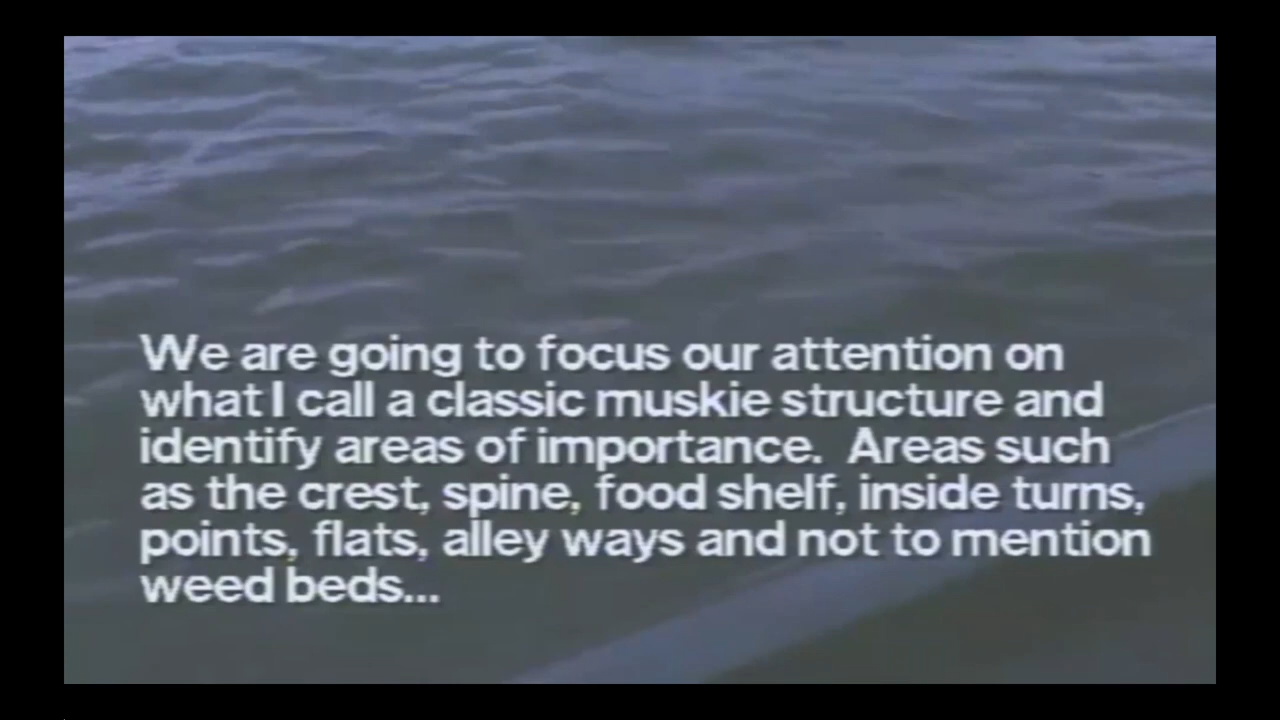 We are going to focus our attention on
what I call a classic muskie structure and
identify areas of importance.  Areas such
as the crest, spine, food shelf, inside turns,
points, flats, alley ways and not to mention
weed beds...